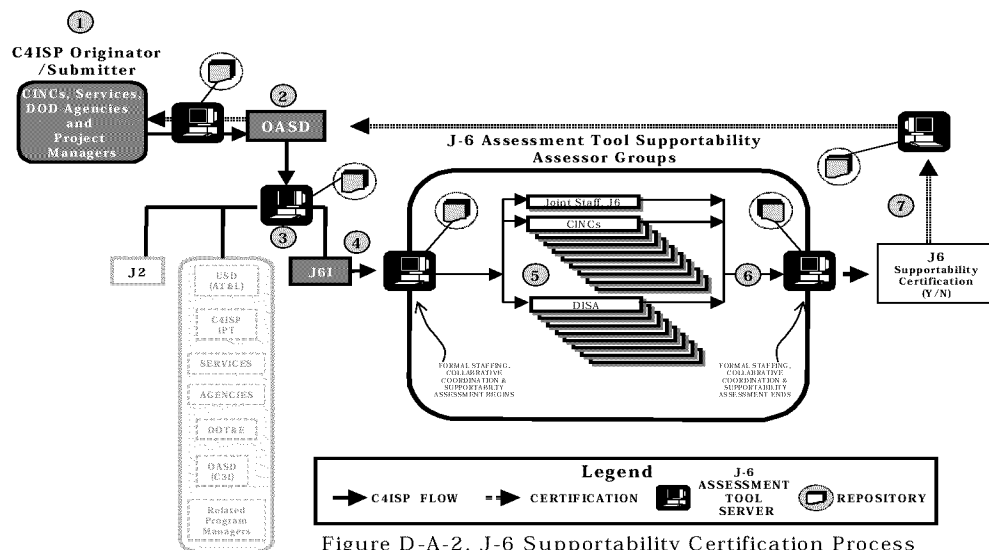 1
C4ISP Originator
/Submitter
CINCs, Services,
DOD Agencies
and
Project
Managers
2
OASD
J-6 Assessment Tool Supportability
Assessor Groups
3
J2
USD
(AT&L)
C4ISP
IPT
SERVICES
AGENCIES
DOT&E
OASD
(C3I)
Related
Program
Managers
4
J6I
Joint Staff, J6
CINCs
5
DISA
6
FORMAL STAFFING,
COLLABRATIVE
COORDINATION &
SUPPORTABILTY
ASSESSMENT BEGINS
FORMAL STAFFING,
COLLABRATIVE
COORDINATION &
SUPPORTABILITY
ASSESSMENT ENDS
7
J6
Supportability
Certification
(Y/N)
Legend
C4ISP FLOW
CERTIFICATION
J-6
ASSESSMENT
TOOL
SERVER
REPOSITORY
Figure D-A-2. J-6 Supportability Certification Process